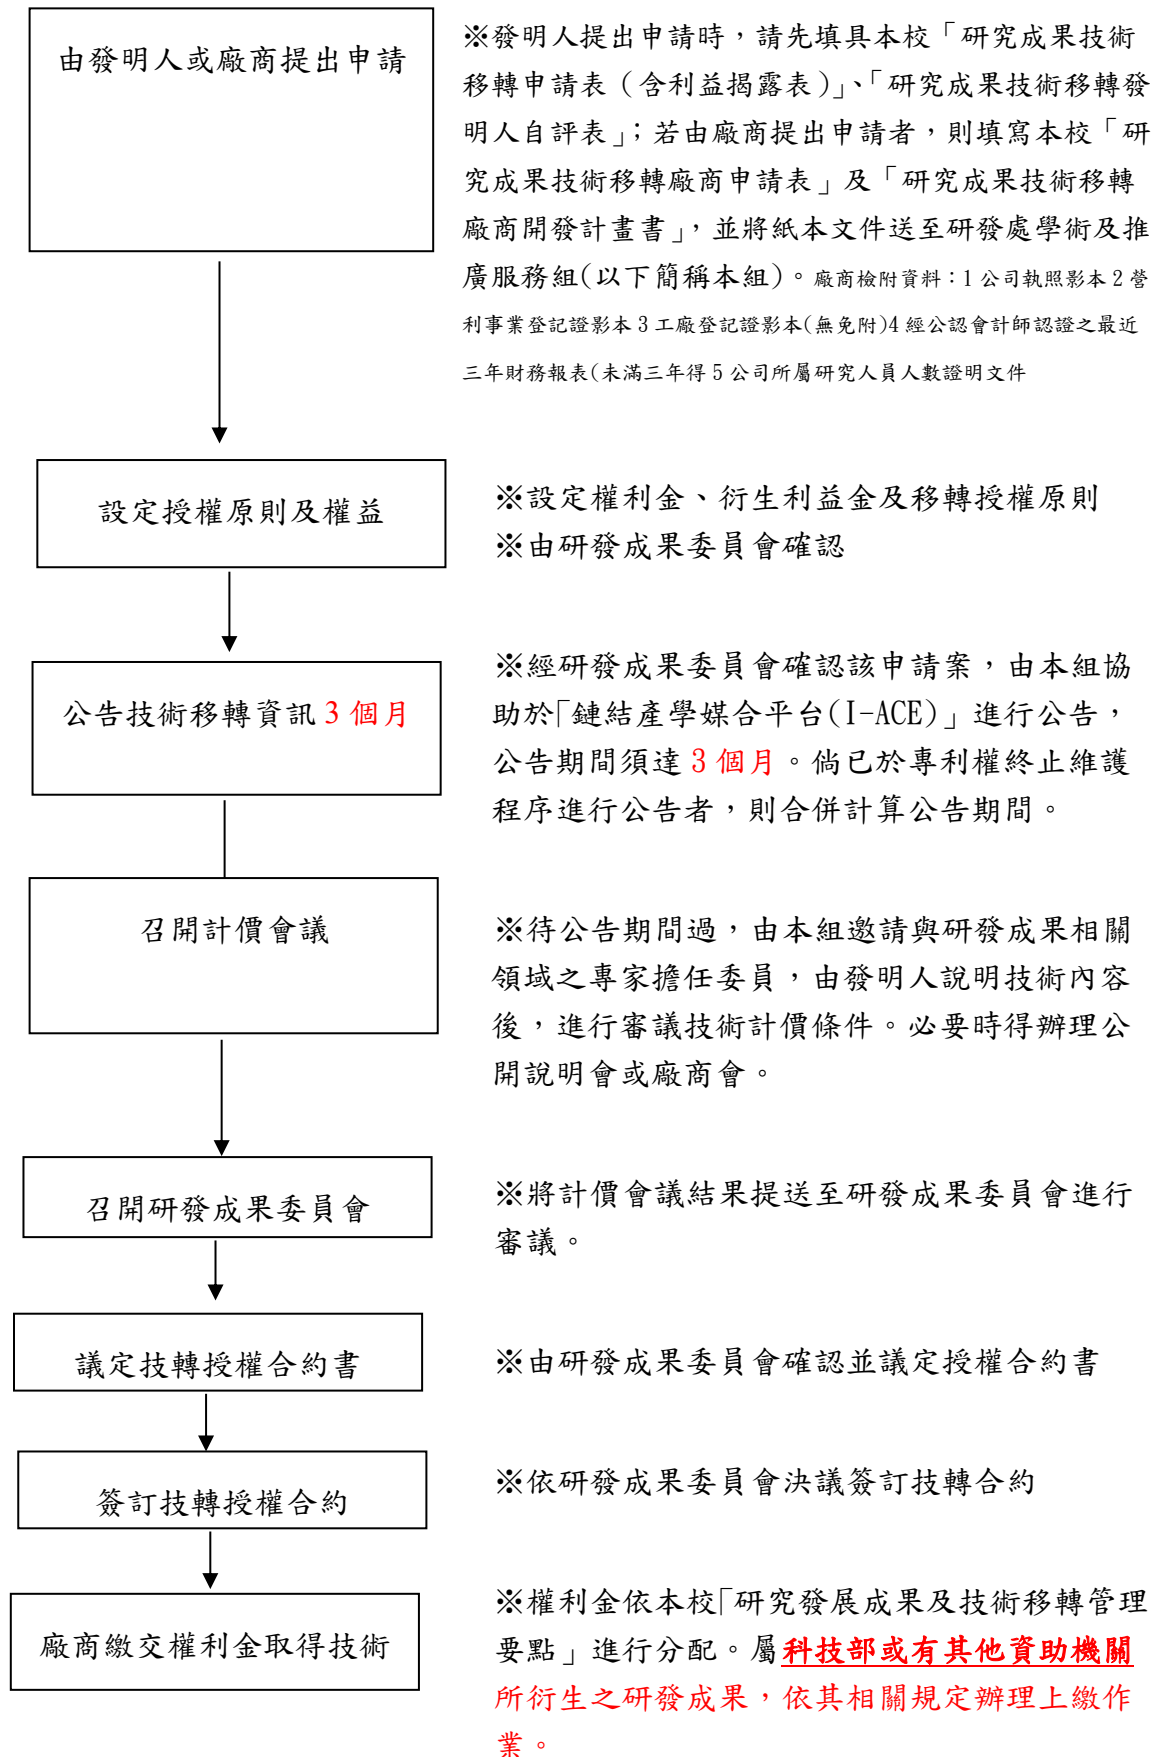 由發明人或廠商提出申請
※發明人提出申請時，請先填具本校「研究成果技術
移轉申請表（含利益揭露表）」、「研究成果技術移轉發
明人自評表」；若由廠商提出申請者，則填寫本校「研
究成果技術移轉廠商申請表」及「研究成果技術移轉
廠商開發計畫書」，並將紙本文件送至研發處學術及推
廣服務組(以下簡稱本組)。廠商檢附資料：1 公司執照影本 2 營
利事業登記證影本 3 工廠登記證影本(無免附)4 經公認會計師認證之最近
三年財務報表(未滿三年得 5 公司所屬研究人員人數證明文件
設定授權原則及權益
※設定權利金、衍生利益金及移轉授權原則
※由研發成果委員會確認
公告技術移轉資訊 3 個月
※經研發成果委員會確認該申請案，由本組協
助於「鏈結產學媒合平台(I-ACE)」進行公告，
公告期間須達 3 個月。倘已於專利權終止維護
程序進行公告者，則合併計算公告期間。
召開計價會議
※待公告期間過，由本組邀請與研發成果相關
領域之專家擔任委員，由發明人說明技術內容
後，進行審議技術計價條件。必要時得辦理公
開說明會或廠商會。
召開研發成果委員會
※將計價會議結果提送至研發成果委員會進行
審議。
議定技轉授權合約書
※由研發成果委員會確認並議定授權合約書
簽訂技轉授權合約
※依研發成果委員會決議簽訂技轉合約
廠商繳交權利金取得技術
※權利金依本校「研究發展成果及技術移轉管理
要點」進行分配。屬科技部或有其他資助機關
所衍生之研發成果，依其相關規定辦理上繳作
業。